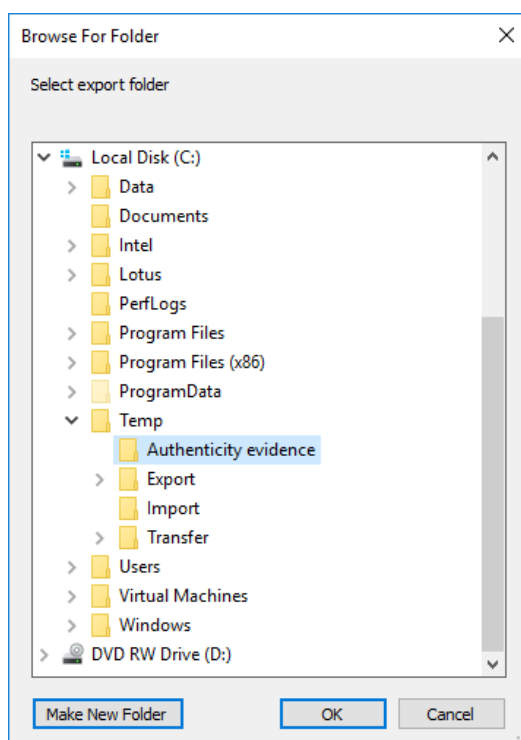 Browse For Folder
Select export folder
Local Disk (C:)
Data
Documents
Intel
Lotus
PerfLogs
Program Files
Program Files (x86)
ProgramData
Temp
Authenticity evidence
Export
Import
Transfer
Users
Virtual Machines
Windows
DVD RW Drive (D:)
Make New Folder OK Cancel